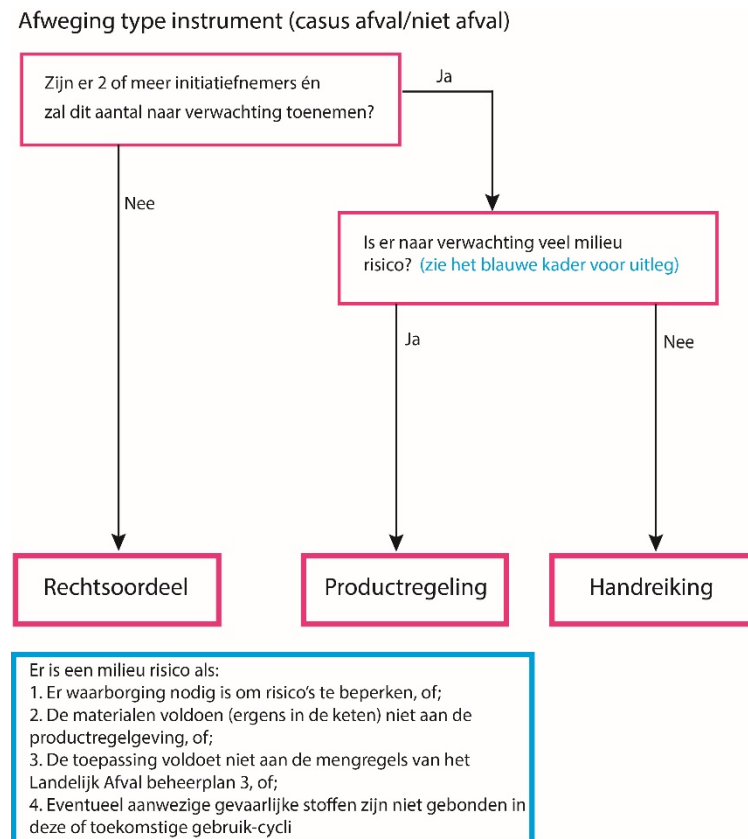 Afweging type instrument (casus afval/niet afval)
Zijn er 2 of meer initiatiefnemers én
zal dit aantal naar verwachting toenemen?
Ja
Nee
Is er naar verwachting veel milieu
risico? (zie het blauwe kader voor uitleg)
Ja
Nee
Rechtsoordeel
Productregeling
Handreiking
Er is een milieu risico als:
1. Er waarborging nodig is om risico's te beperken, of;
2. De materialen voldoen (ergens in de keten) niet aan de
productregelgeving, of;
3. De toepassing voldoet niet aan de mengregels van het
Landelijk Afval beheerplan 3, of;
4. Eventueel aanwezige gevaarlijke stoffen zijn niet gebonden in
deze of toekomstige gebruik-cycli